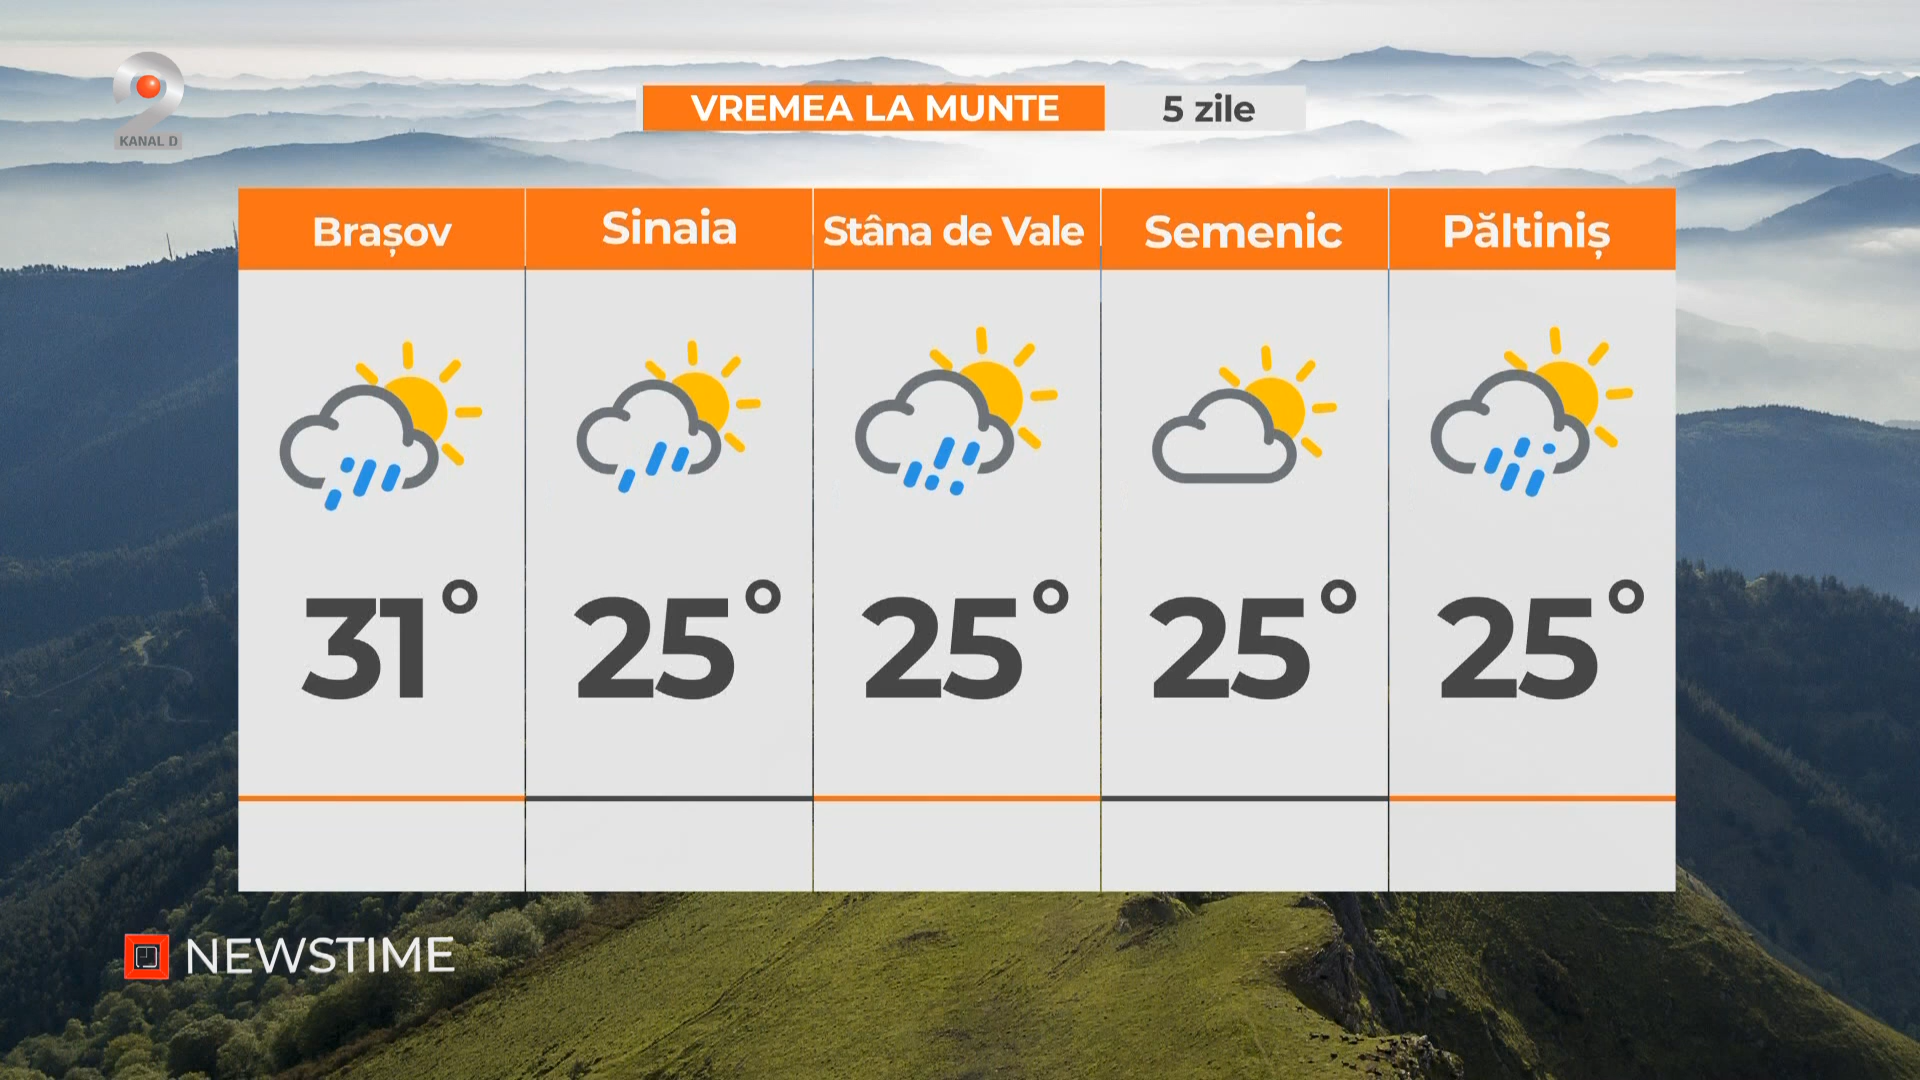 KANAL D
VREMEA LA MUNTE 5 zile
Brașov Sinaia Stâna de Vale Semenic Păltiniș
31° 25° 25° 25° 25°
NEWSTIME